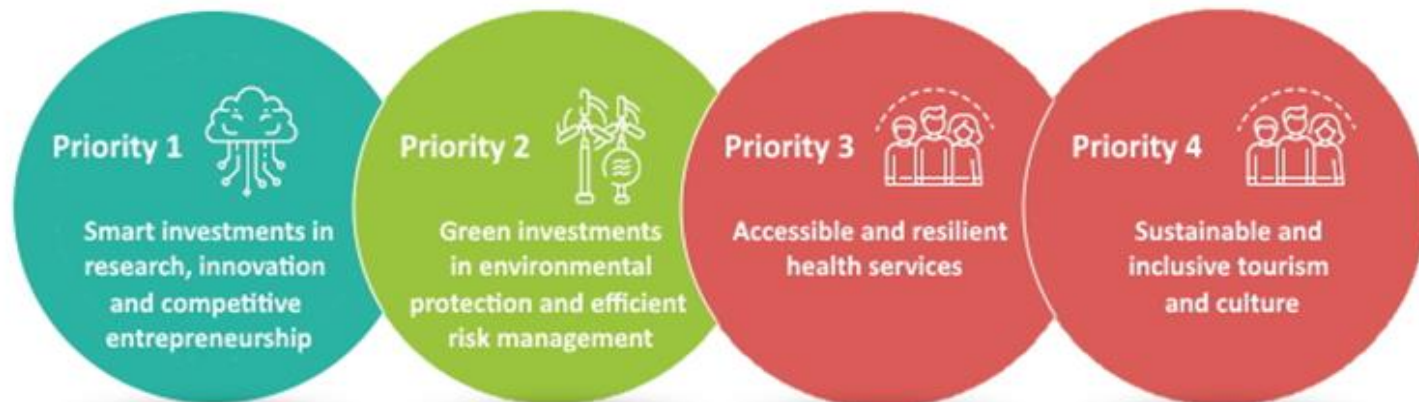 Priority 1
Smart investments in
research, innovation
and competitive
entrepreneurship
Priority 2
Green investments
in environmental
protection and efficient
risk management
Priority 3
Accessible and resilient
health services
Priority 4
Sustainable and
inclusive tourism
and culture